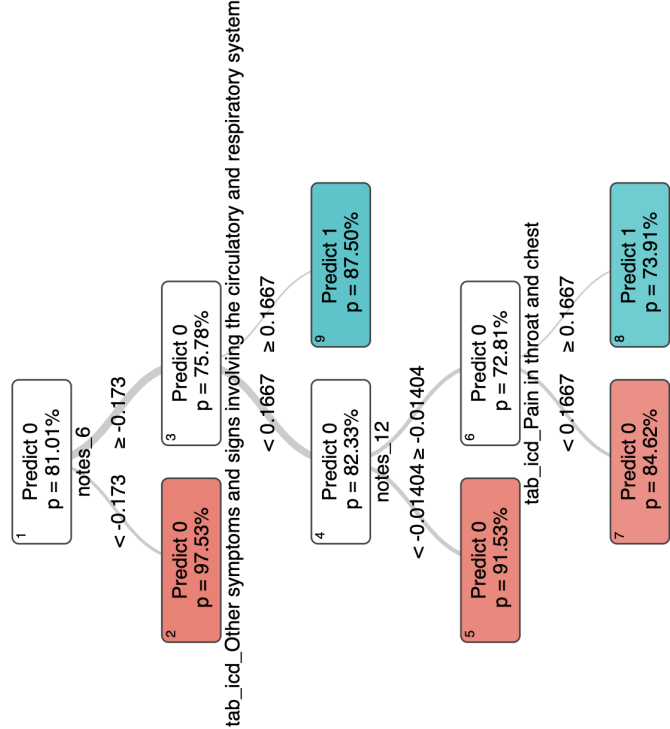 1
Predict 0
p = 81.01%
notes_6
< -0.173 ≥ -0.173
2
Predict 0
p = 97.53%
3
Predict 0
p = 75.78%
tab_icd_Other symptoms and signs involving the circulatory and respiratory system
< 0.1667 ≥ 0.1667
4
Predict 0
p = 82.33%
9
Predict 1
p = 87.50%
notes_12
< -0.01404 ≥ -0.01404
5
Predict 0
p = 91.53%
6
Predict 0
p = 72.81%
tab_icd_Pain in throat and chest
< 0.1667 ≥ 0.1667
7
Predict 0
p = 84.62%
8
Predict 1
p = 73.91%